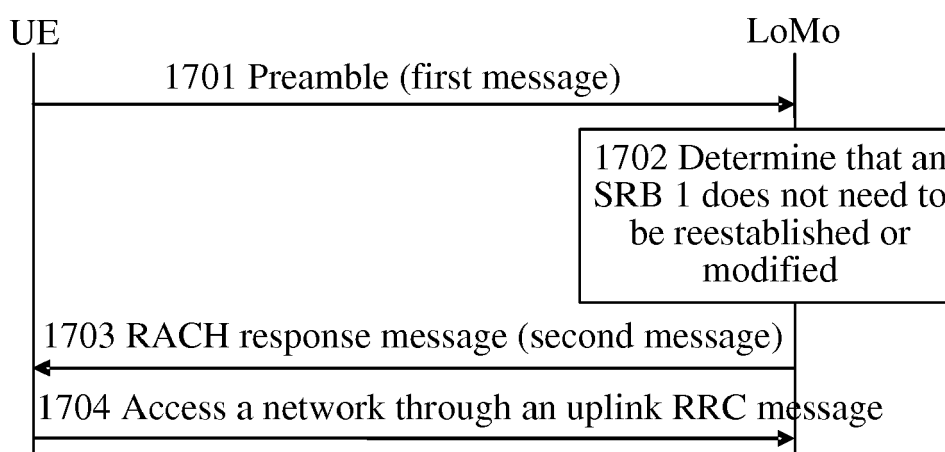 UE
LoMo
1701 Preamble (first message)
1702 Determine that an
SRB 1 does not need to
be reestablished or
modified
1703 RACH response message (second message)
1704 Access a network through an uplink RRC message